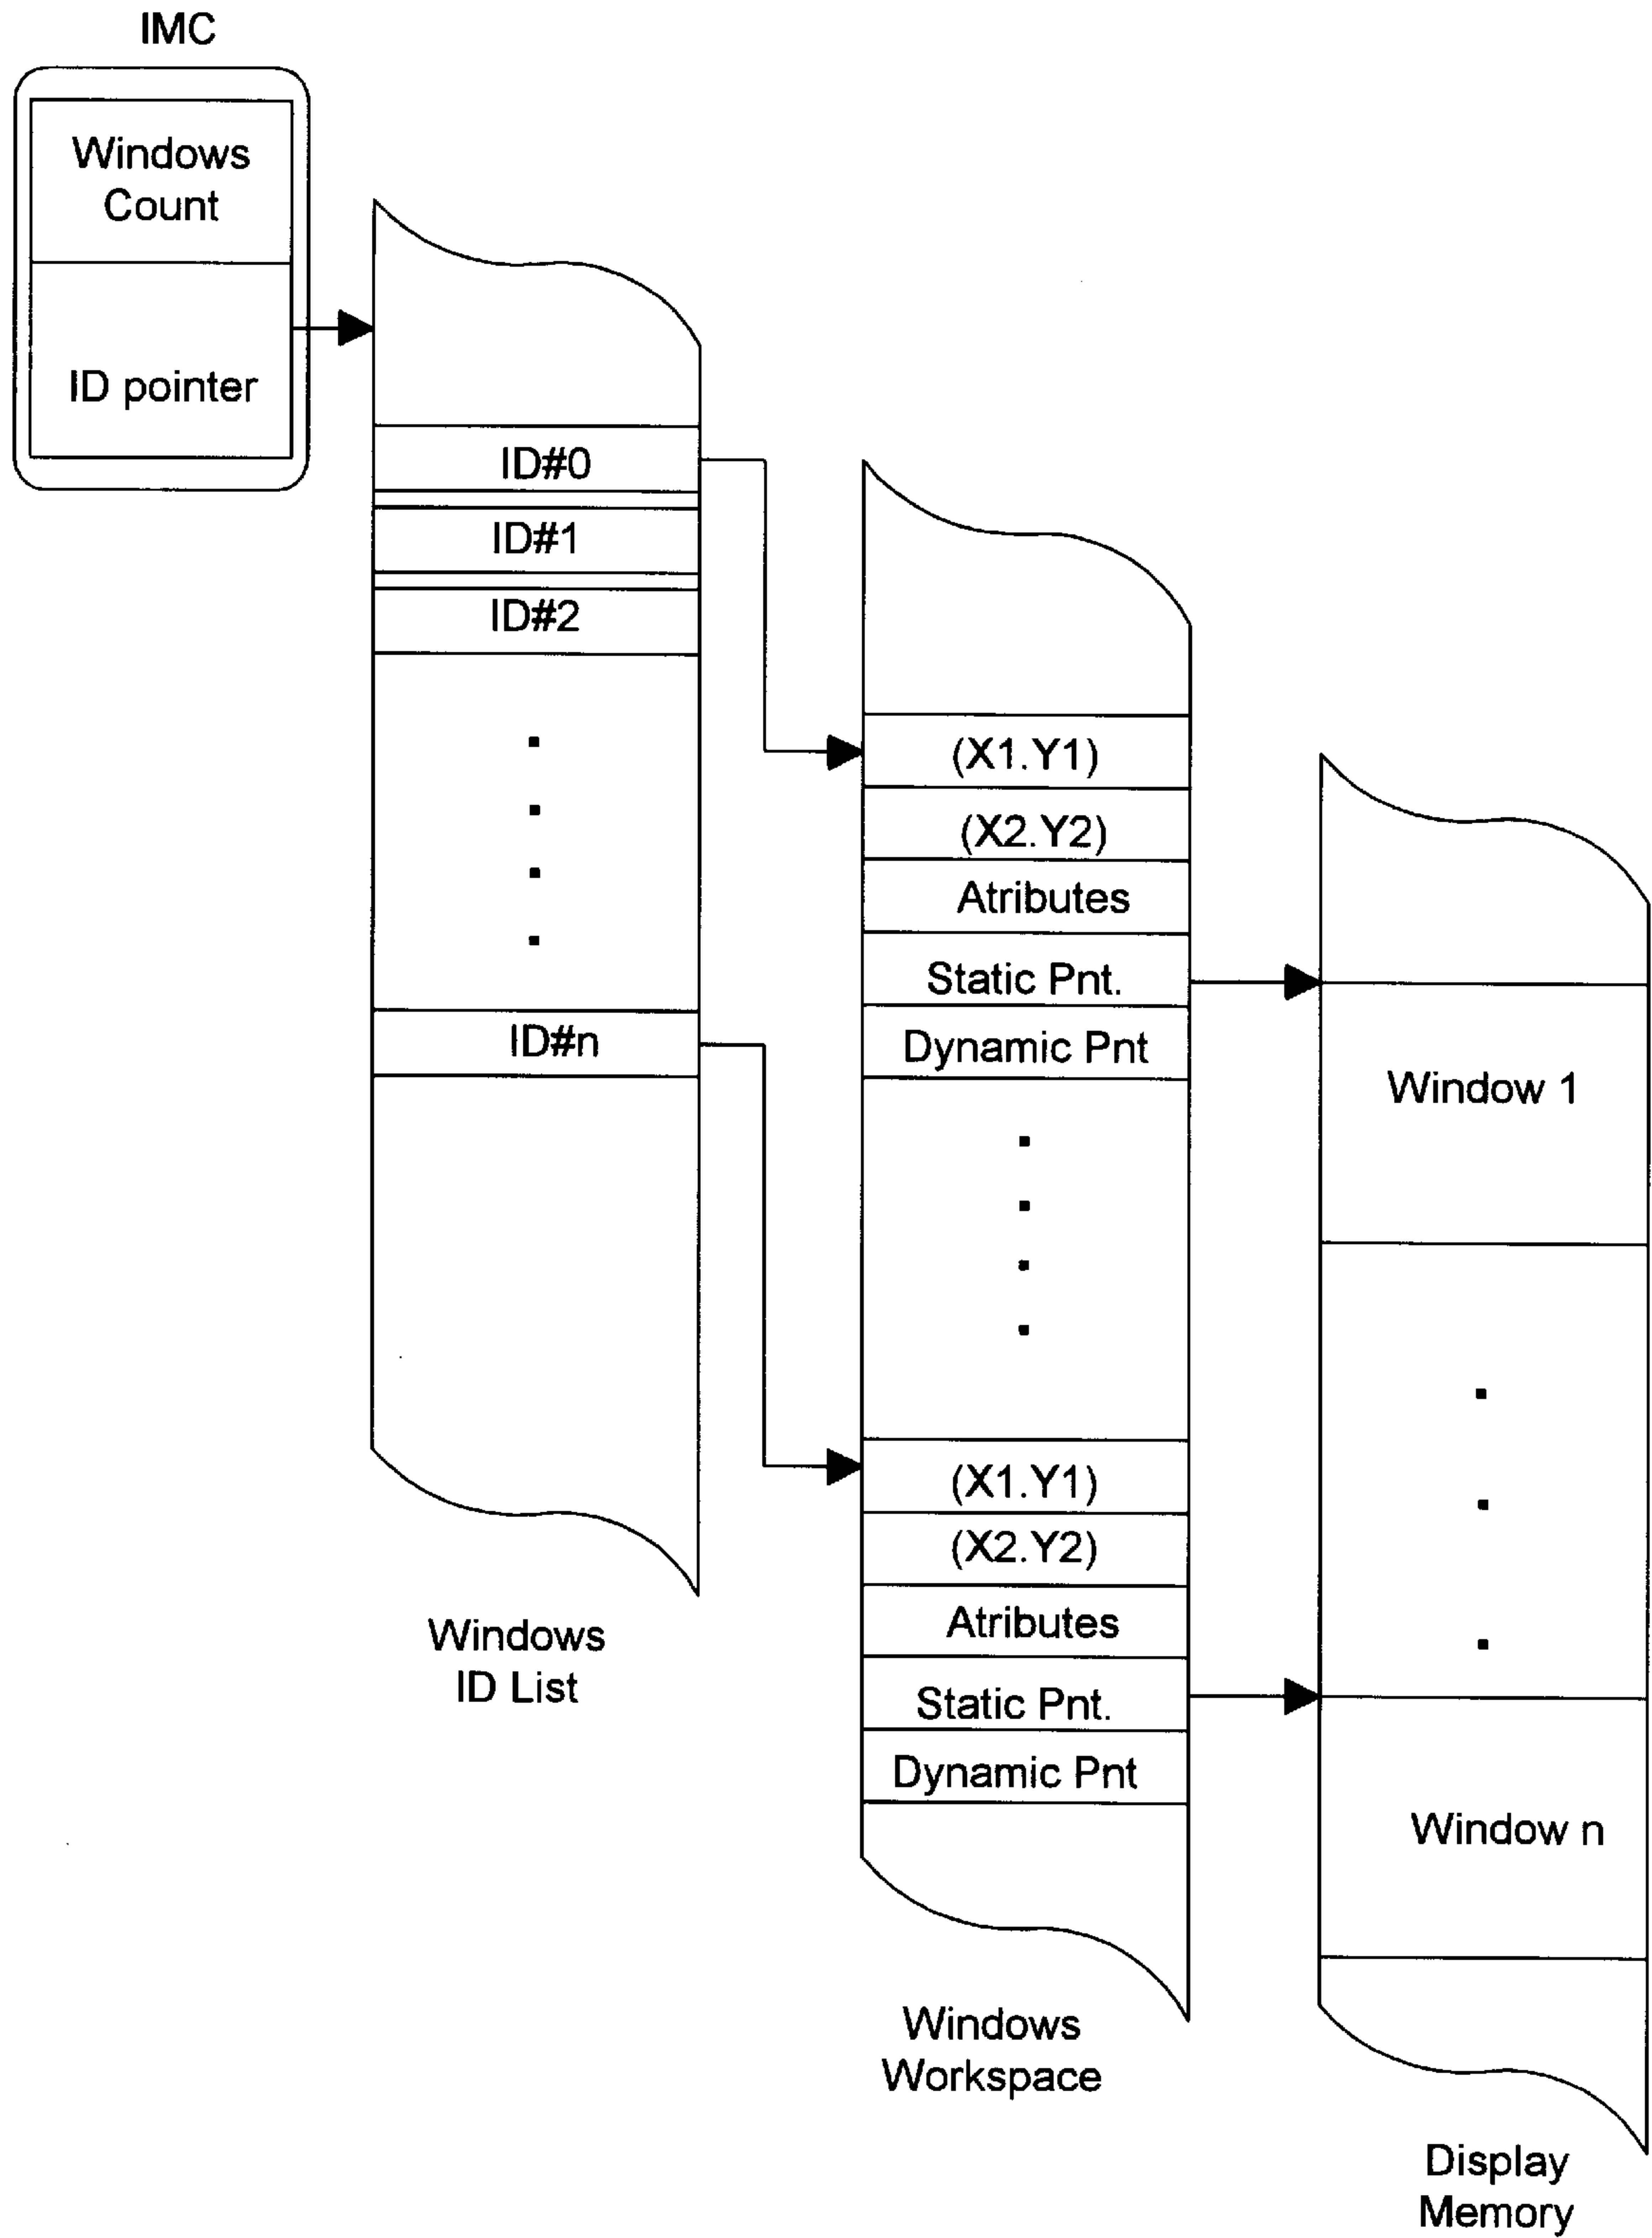 IMC
Windows
Count
ID pointer
ID#0
ID#1
ID#2
ID#n
Windows
ID List
(X1.Y1)
(X2.Y2)
Atributes
Static Pnt.
Dynamic Pnt
(X1.Y1)
(X2.Y2)
Atributes
Static Pnt.
Dynamic Pnt
Windows
Workspace
Window 1
Window n
Display
Memory